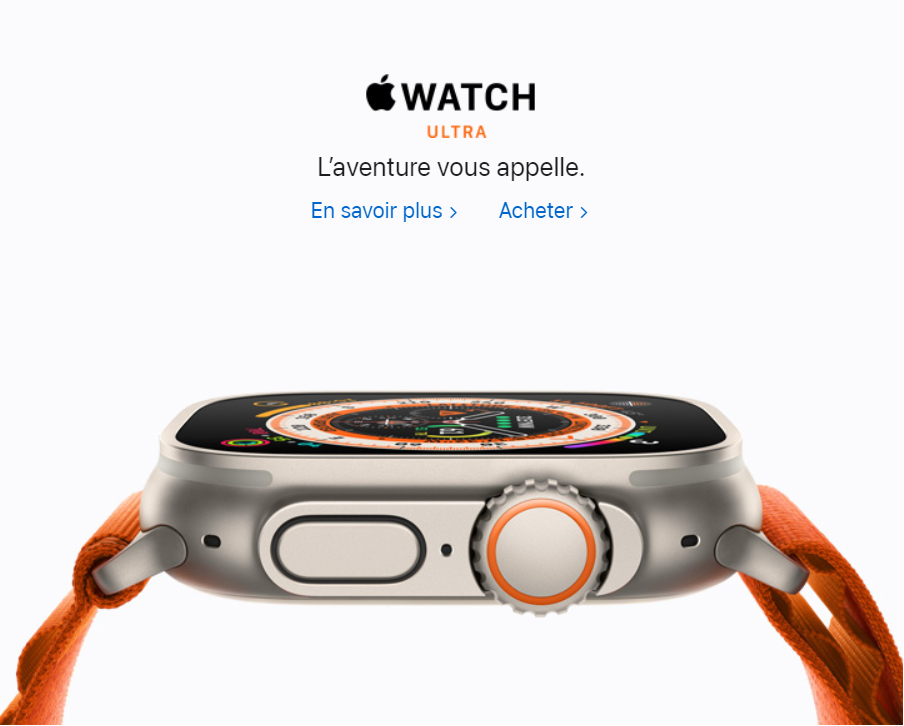 WATCH
ULTRA
L’aventure vous appelle.
En savoir plus >
Acheter >